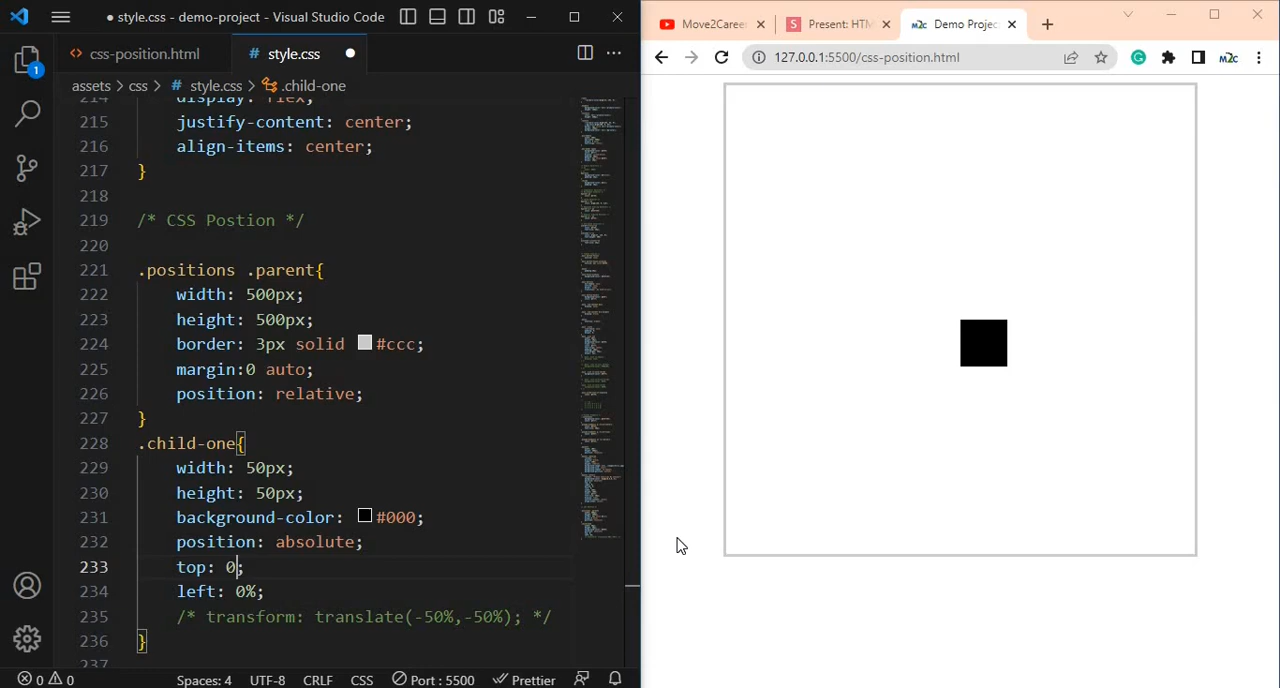 style.css - demo-project - Visual Studio Code
css-position.html
# style.css
assets > css > # style.css > .child-one
214 display: flex;
215 justify-content: center;
216 align-items: center;
217 }
218
219 /* CSS Postion */
220
221 .positions .parent{
222 width: 500px;
223 height: 500px;
224 border: 3px solid #ccc;
225 margin:0 auto;
226 position: relative;
227 }
228 .child-one{
229 width: 50px;
230 height: 50px;
231 background-color: #000;
232 position: absolute;
233 top: 0;
234 left: 0%;
235 /* transform: translate(-50%,-50%); */
236 }
237
1
0 0 Spaces: 4 UTF-8 CRLF CSS Port : 5500 Prettier
Move2Caree
Present: HTM
m2c Demo Projec
127.0.0.1:5500/css-position.html
m2c